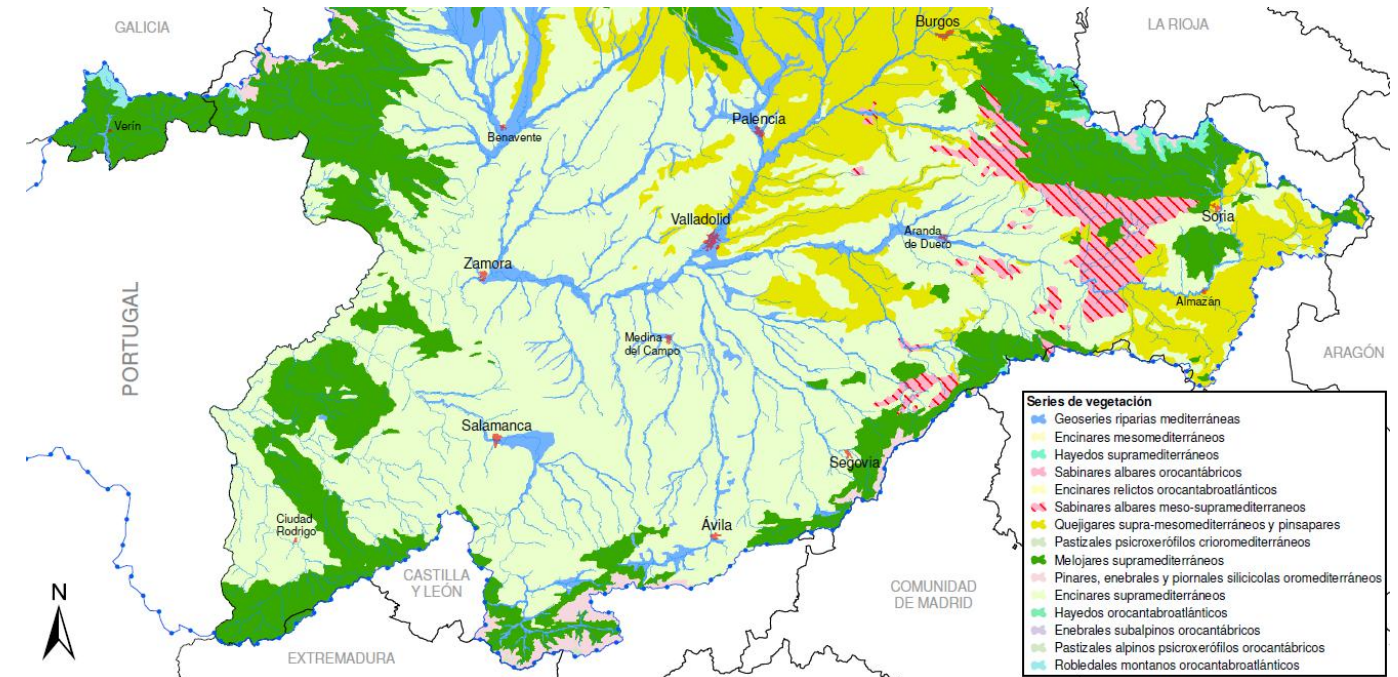 GALICIA
Burgos
LA RIOJA
Verín
Benavente
Palencia
Valladolid
Aranda
de Duero
Soria
Zamora
Almazán
PORTUGAL
Medina
del Campo
ARAGÓN
Salamanca
Segovia
Ciudad
Rodrigo
Ávila
CASTILLA
Y LEÓN
COMUNIDAD
DE MADRID
N
EXTREMADURA
Series de vegetación
Geoseries riparias mediterráneas
Encinares mesomediterráneos
Hayedos supramediterráneos
Sabinares albares orocantábricos
Encinares relictos orocantabroatlánticos
Sabinares albares meso-supramediterraneos
Quejigares supra-mesomediterráneos y pinsapares
Pastizales psicroxerófilos crioromediterráneos
Melojares supramediterráneos
Pinares, enebrales y piornales silicicolas oromediterráneos
Encinares supramediterráneos
Hayedos orocantabroatlánticos
Enebrales subalpinos orocantábricos
Pastizales alpinos psicroxerófilos orocantábricos
Robledales montanos orocantabroatlánticos